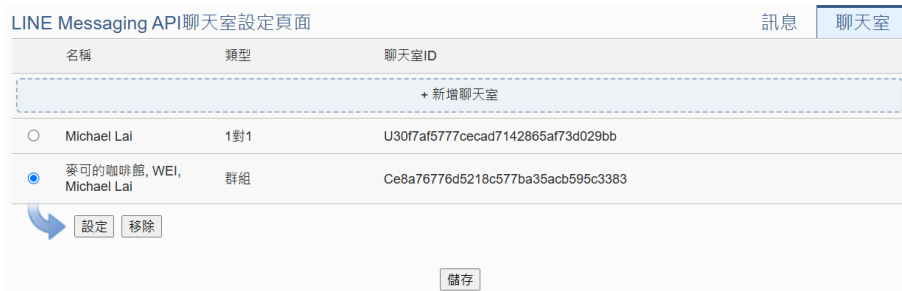 LINE Messaging API聊天室設定頁面
訊息
聊天室
名稱 類型 聊天室ID
+ 新增聊天室
Michael Lai 1對1 U30f7af5777cecad7142865af73d029bb
麥可的咖啡館, WEI,
Michael Lai 群組 Ce8a76776d5218c577ba35acb595c3383
設定 移除
儲存